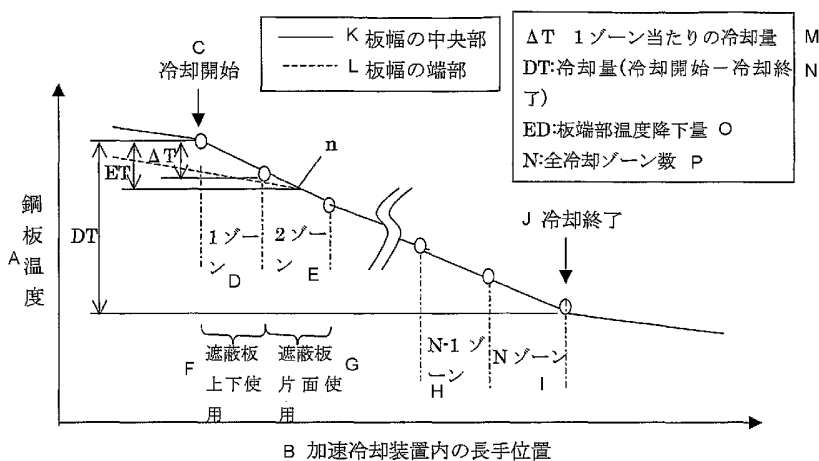 C
冷却開始
K 板幅の中央部
L 板幅の端部
ΔT 1ゾーン当たりの冷却量 M
DT:冷却量(冷却開始－冷却終 N
了)
ED:板端部温度降下量 O
N:全冷却ゾーン数 P
n
ΔT
ET
DT
A 鋼板温度
1ゾー
ン D
2ゾー
ン E
J 冷却終了
F 遮蔽板
上下使
用
遮蔽板 G
片面使
用
N-1ゾ
ーン
H
Nゾーン
I
B 加速冷却装置内の長手位置